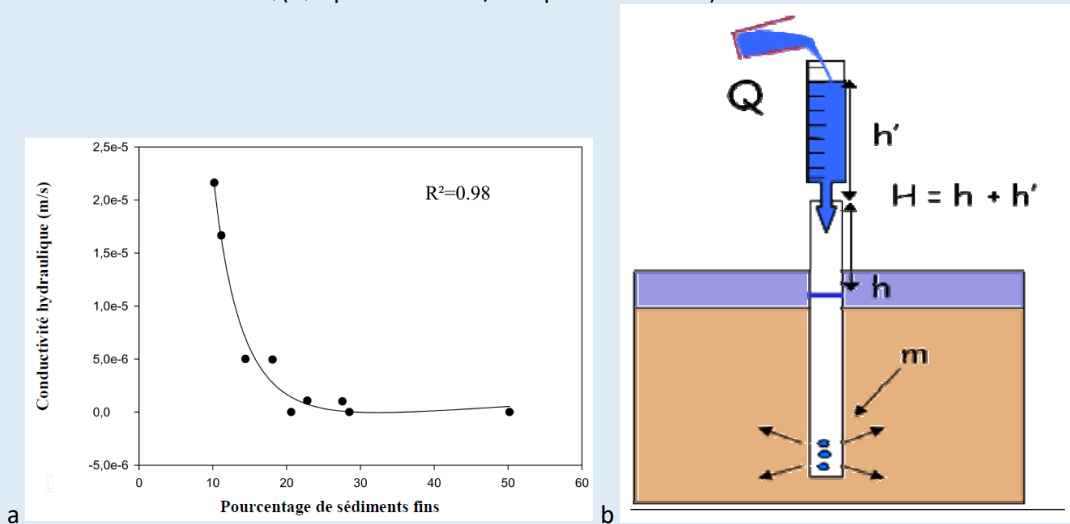 2,5e-5
2,0e-5
1,5e-5
1,0e-5
5,0e-6
0,0
-5,0e-6
Conductivité hydraulique (m/s)
R²=0.98
0 10 20 30 40 50 60
Pourcentage de sédiments fins
a
Q
h′
H = h + h′
h
m
b